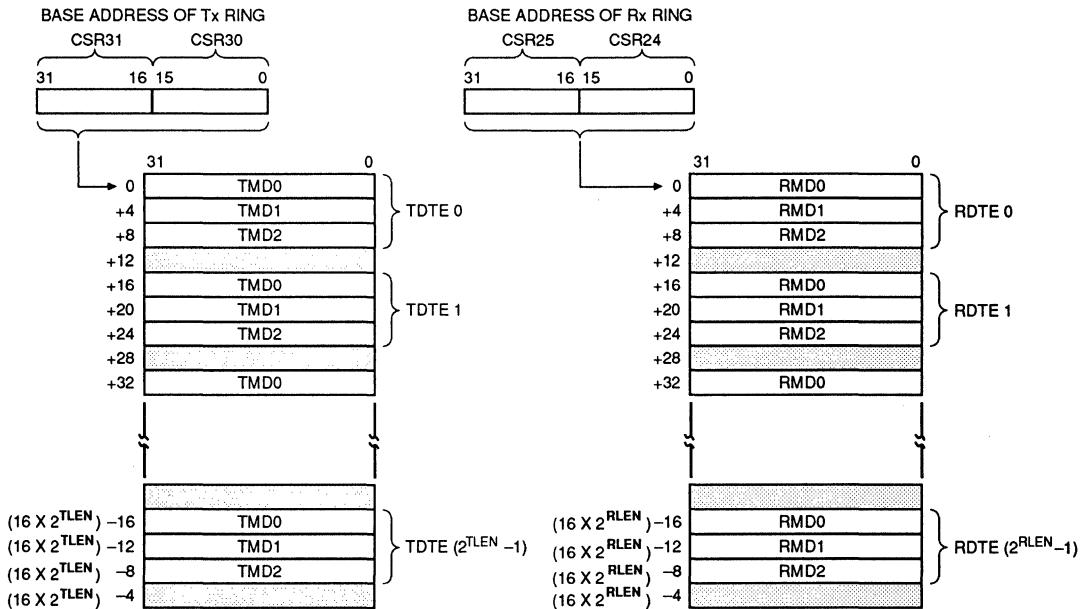 BASE ADDRESS OF Tx RING
CSR31 CSR30
31 16 15 0
31 0
0 TMD0
+4 TMD1 TDTE 0
+8 TMD2
+12
+16 TMD0
+20 TMD1 TDTE 1
+24 TMD2
+28
+32 TMD0
(16 X 2^TLEN) –16 TMD0
(16 X 2^TLEN) –12 TMD1 TDTE (2^TLEN –1)
(16 X 2^TLEN) –8 TMD2
(16 X 2^TLEN) –4
BASE ADDRESS OF Rx RING
CSR25 CSR24
31 16 15 0
31 0
0 RMD0
+4 RMD1 RDTE 0
+8 RMD2
+12
+16 RMD0
+20 RMD1 RDTE 1
+24 RMD2
+28
+32 RMD0
(16 X 2^RLEN) –16 RMD0
(16 X 2^RLEN) –12 RMD1 RDTE (2^RLEN–1)
(16 X 2^RLEN) –8 RMD2
(16 X 2^RLEN) –4